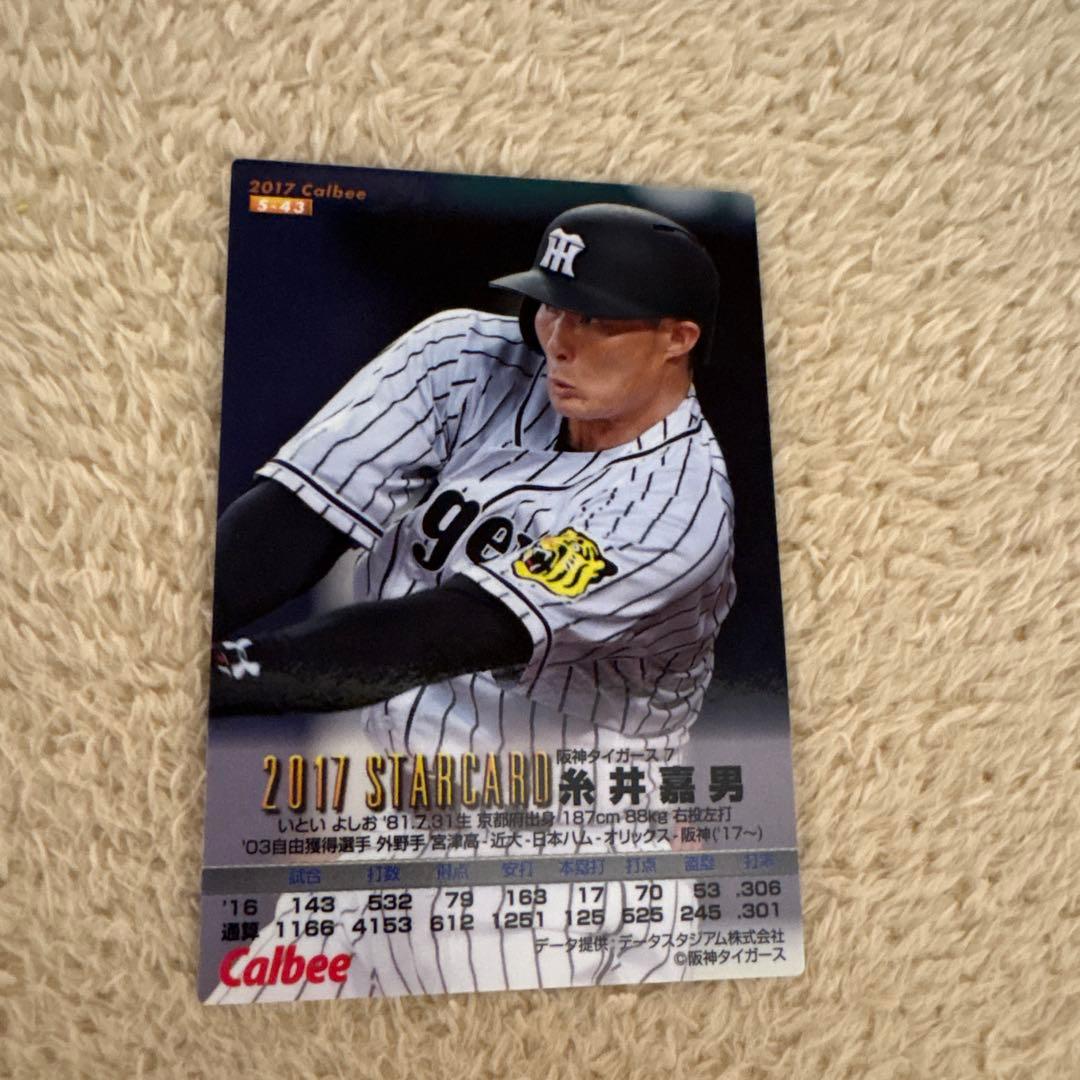 2017 Calbee
S-43
TH
ge
2017 STARCARD
阪神タイガース 7
糸井嘉男
いとい よしお '81.7.31生 京都府出身 187cm 88kg 右投左打
'03自由獲得選手 外野手 宮津高-近大-日本ハム-オリックス-阪神('17〜)
試合 打数 得点 安打 本塁打 打点 盗塁 打率
'16 143 532 79 163 17 70 53 .306
通算 1166 4153 612 1251 125 525 245 .301
データ提供:データスタジアム株式会社
Calbee
©阪神タイガース